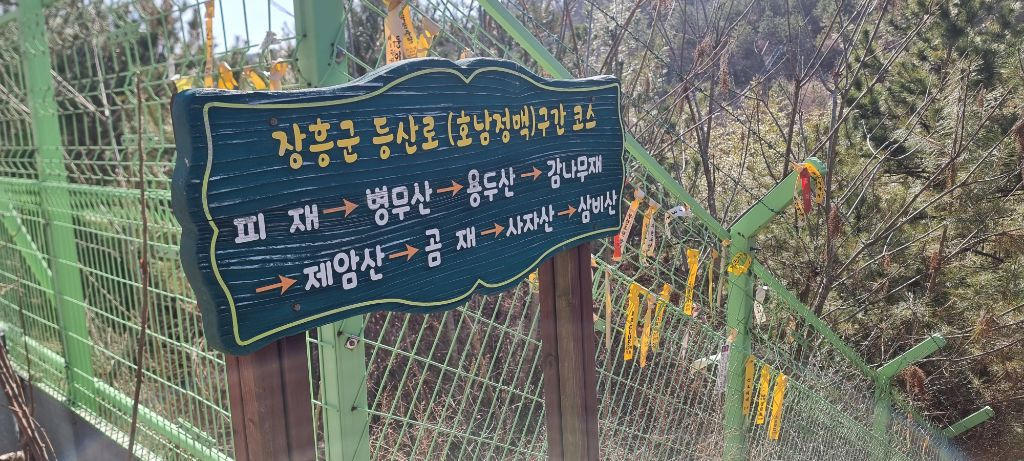 장흥군 등산로 (호남정맥)구간 코스
피 재 → 병무산 → 용두산 → 감나무재
→ 제암산 → 곰 재 → 사자산 → 삼비산